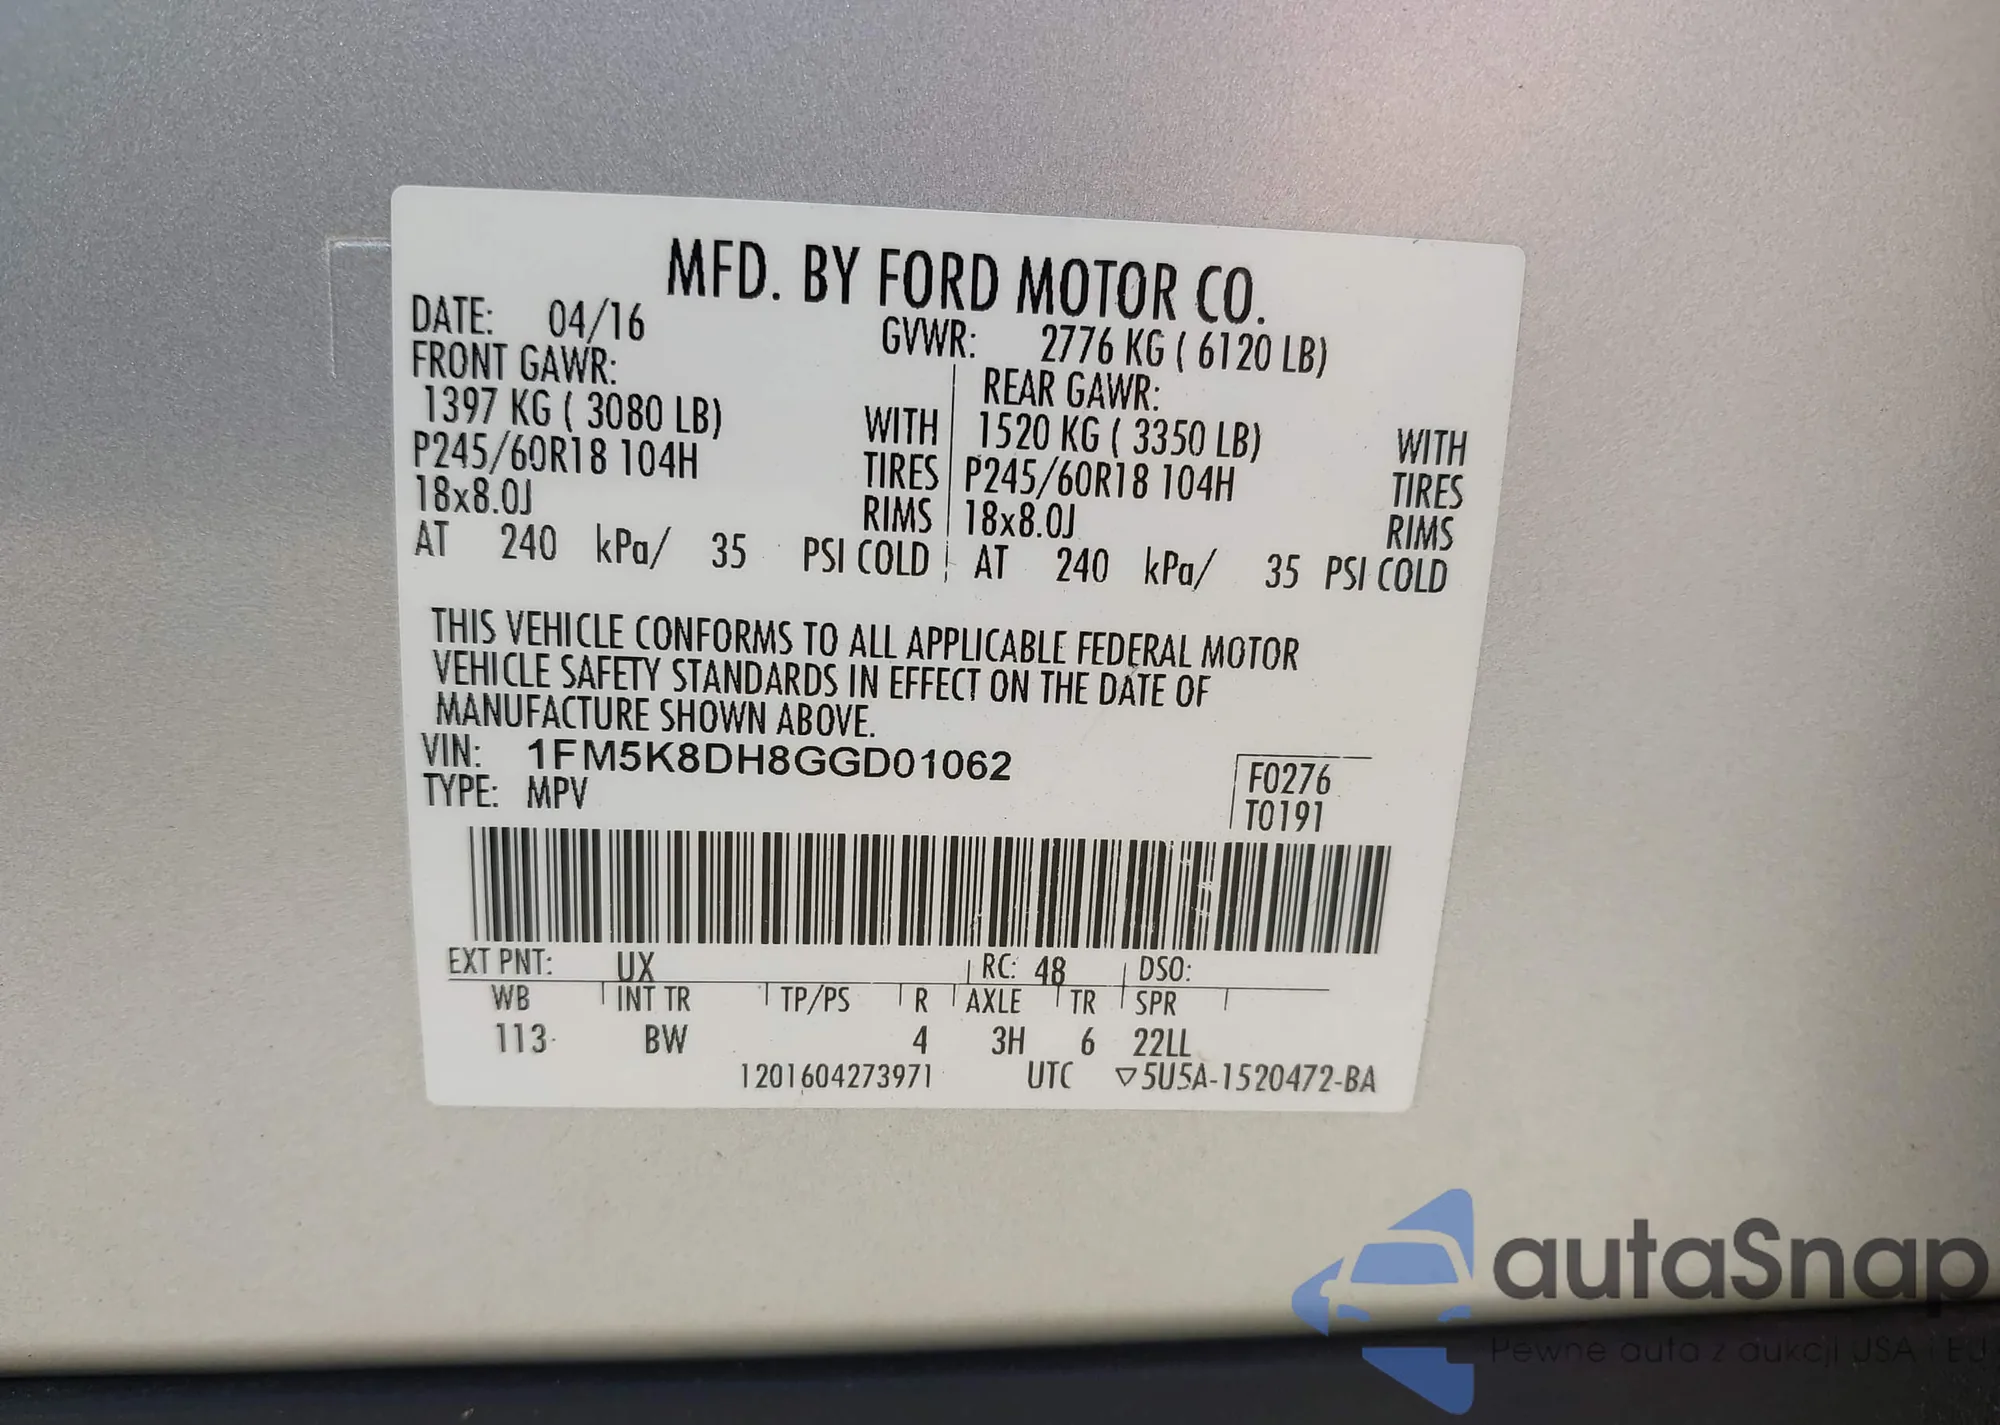 MFD. BY FORD MOTOR CO.
DATE: 04/16 GVWR: 2776 KG ( 6120 LB)
FRONT GAWR: REAR GAWR:
1397 KG ( 3080 LB) WITH 1520 KG ( 3350 LB) WITH
P245/60R18 104H TIRES P245/60R18 104H TIRES
18x8.0J RIMS 18x8.0J RIMS
AT 240 kPa/ 35 PSI COLD AT 240 kPa/ 35 PSI COLD
THIS VEHICLE CONFORMS TO ALL APPLICABLE FEDERAL MOTOR
VEHICLE SAFETY STANDARDS IN EFFECT ON THE DATE OF
MANUFACTURE SHOWN ABOVE.
VIN: 1FM5K8DH8GGD01062 F0276
TYPE: MPV T0191
EXT PNT: UX RC: 48 DSO:
WB INT TR TP/PS R AXLE TR SPR
113 BW 4 3H 6 22LL
1201604273971 UTC ▽5U5A-1520472-BA
autaSnap
Pewne auta z aukcji USA i EU